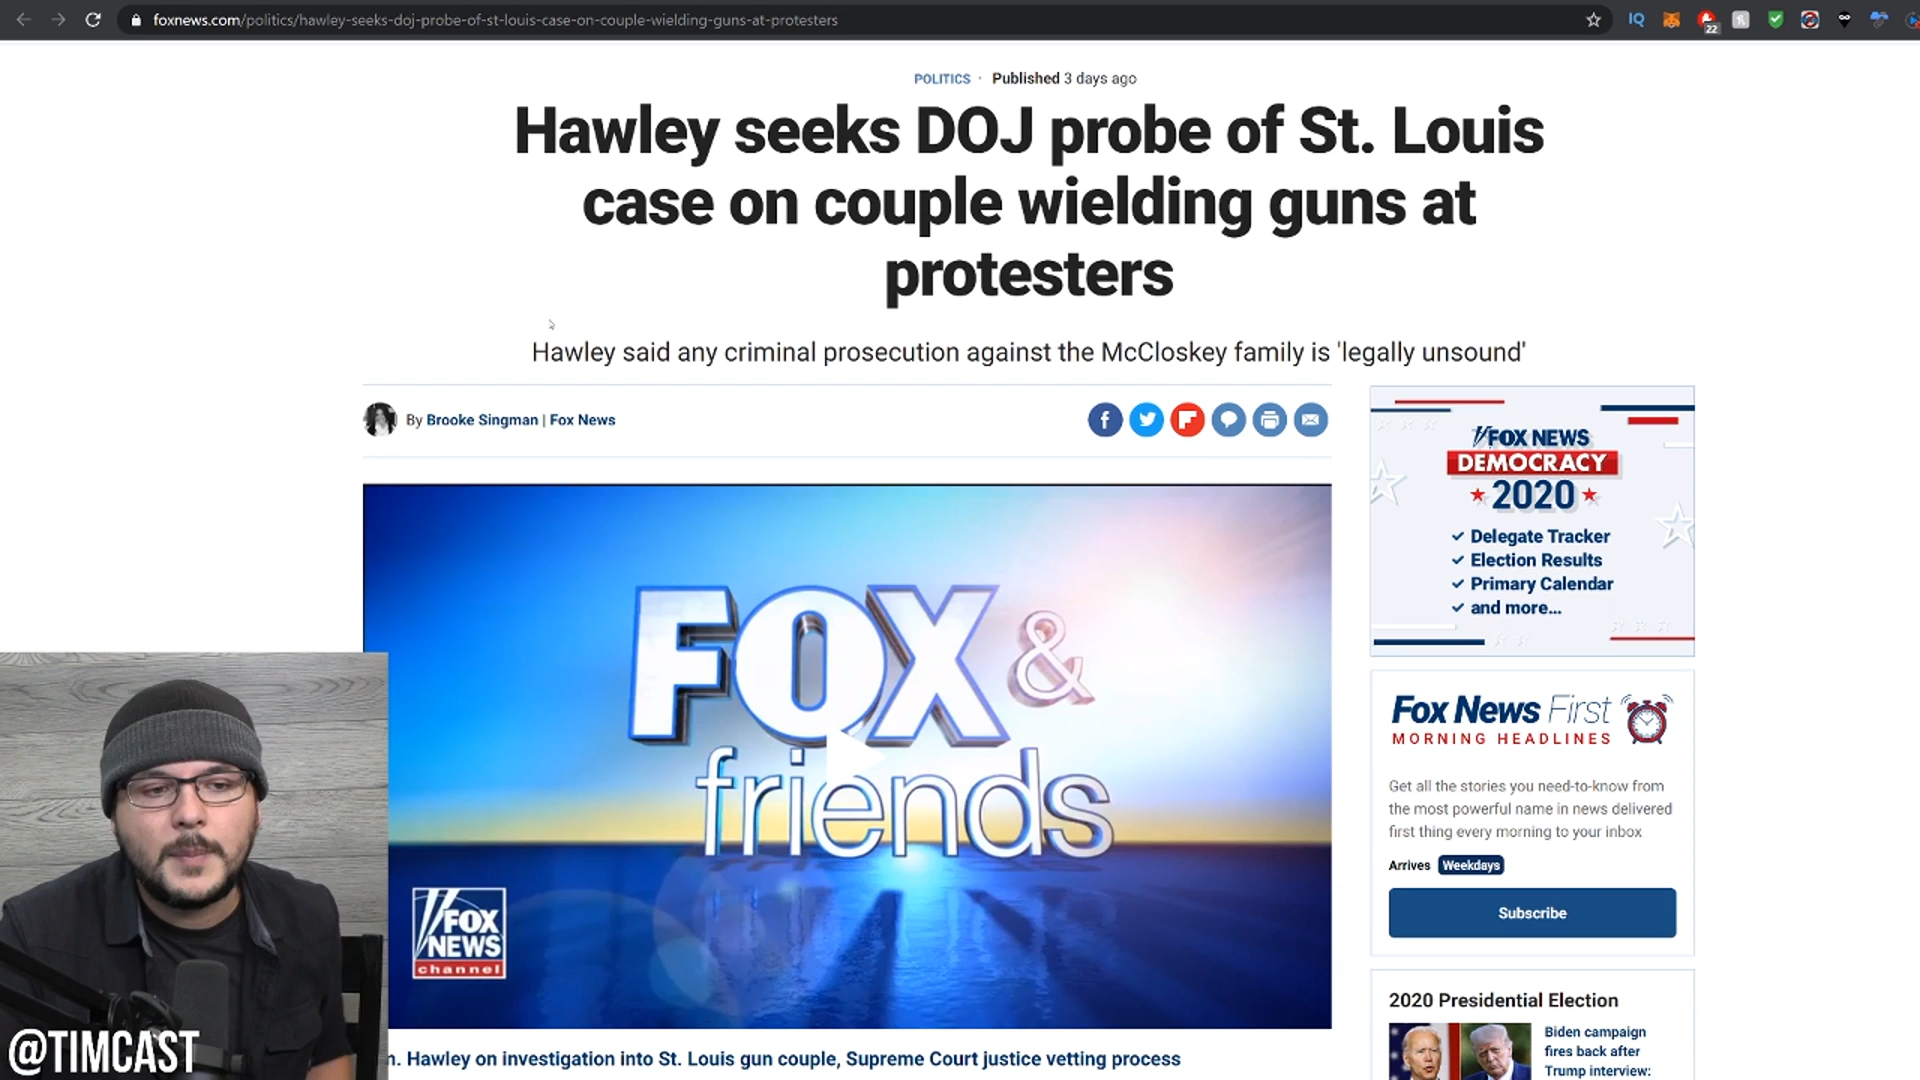 foxnews.com/politics/hawley-seeks-doj-probe-of-st-louis-case-on-couple-wielding-guns-at-protesters
IQ
22
POLITICS · Published 3 days ago
Hawley seeks DOJ probe of St. Louis
case on couple wielding guns at
protesters
Hawley said any criminal prosecution against the McCloskey family is 'legally unsound'
By Brooke Singman | Fox News
FOX NEWS
DEMOCRACY
2020
Delegate Tracker
Election Results
Primary Calendar
and more...
FOX &
friends
FOX
NEWS
channel
Fox News First
MORNING HEADLINES
Get all the stories you need-to-know from
the most powerful name in news delivered
first thing every morning to your inbox
Arrives Weekdays
Subscribe
2020 Presidential Election
Biden campaign
fires back after
Trump interview:
@TIMCAST
n. Hawley on investigation into St. Louis gun couple, Supreme Court justice vetting process